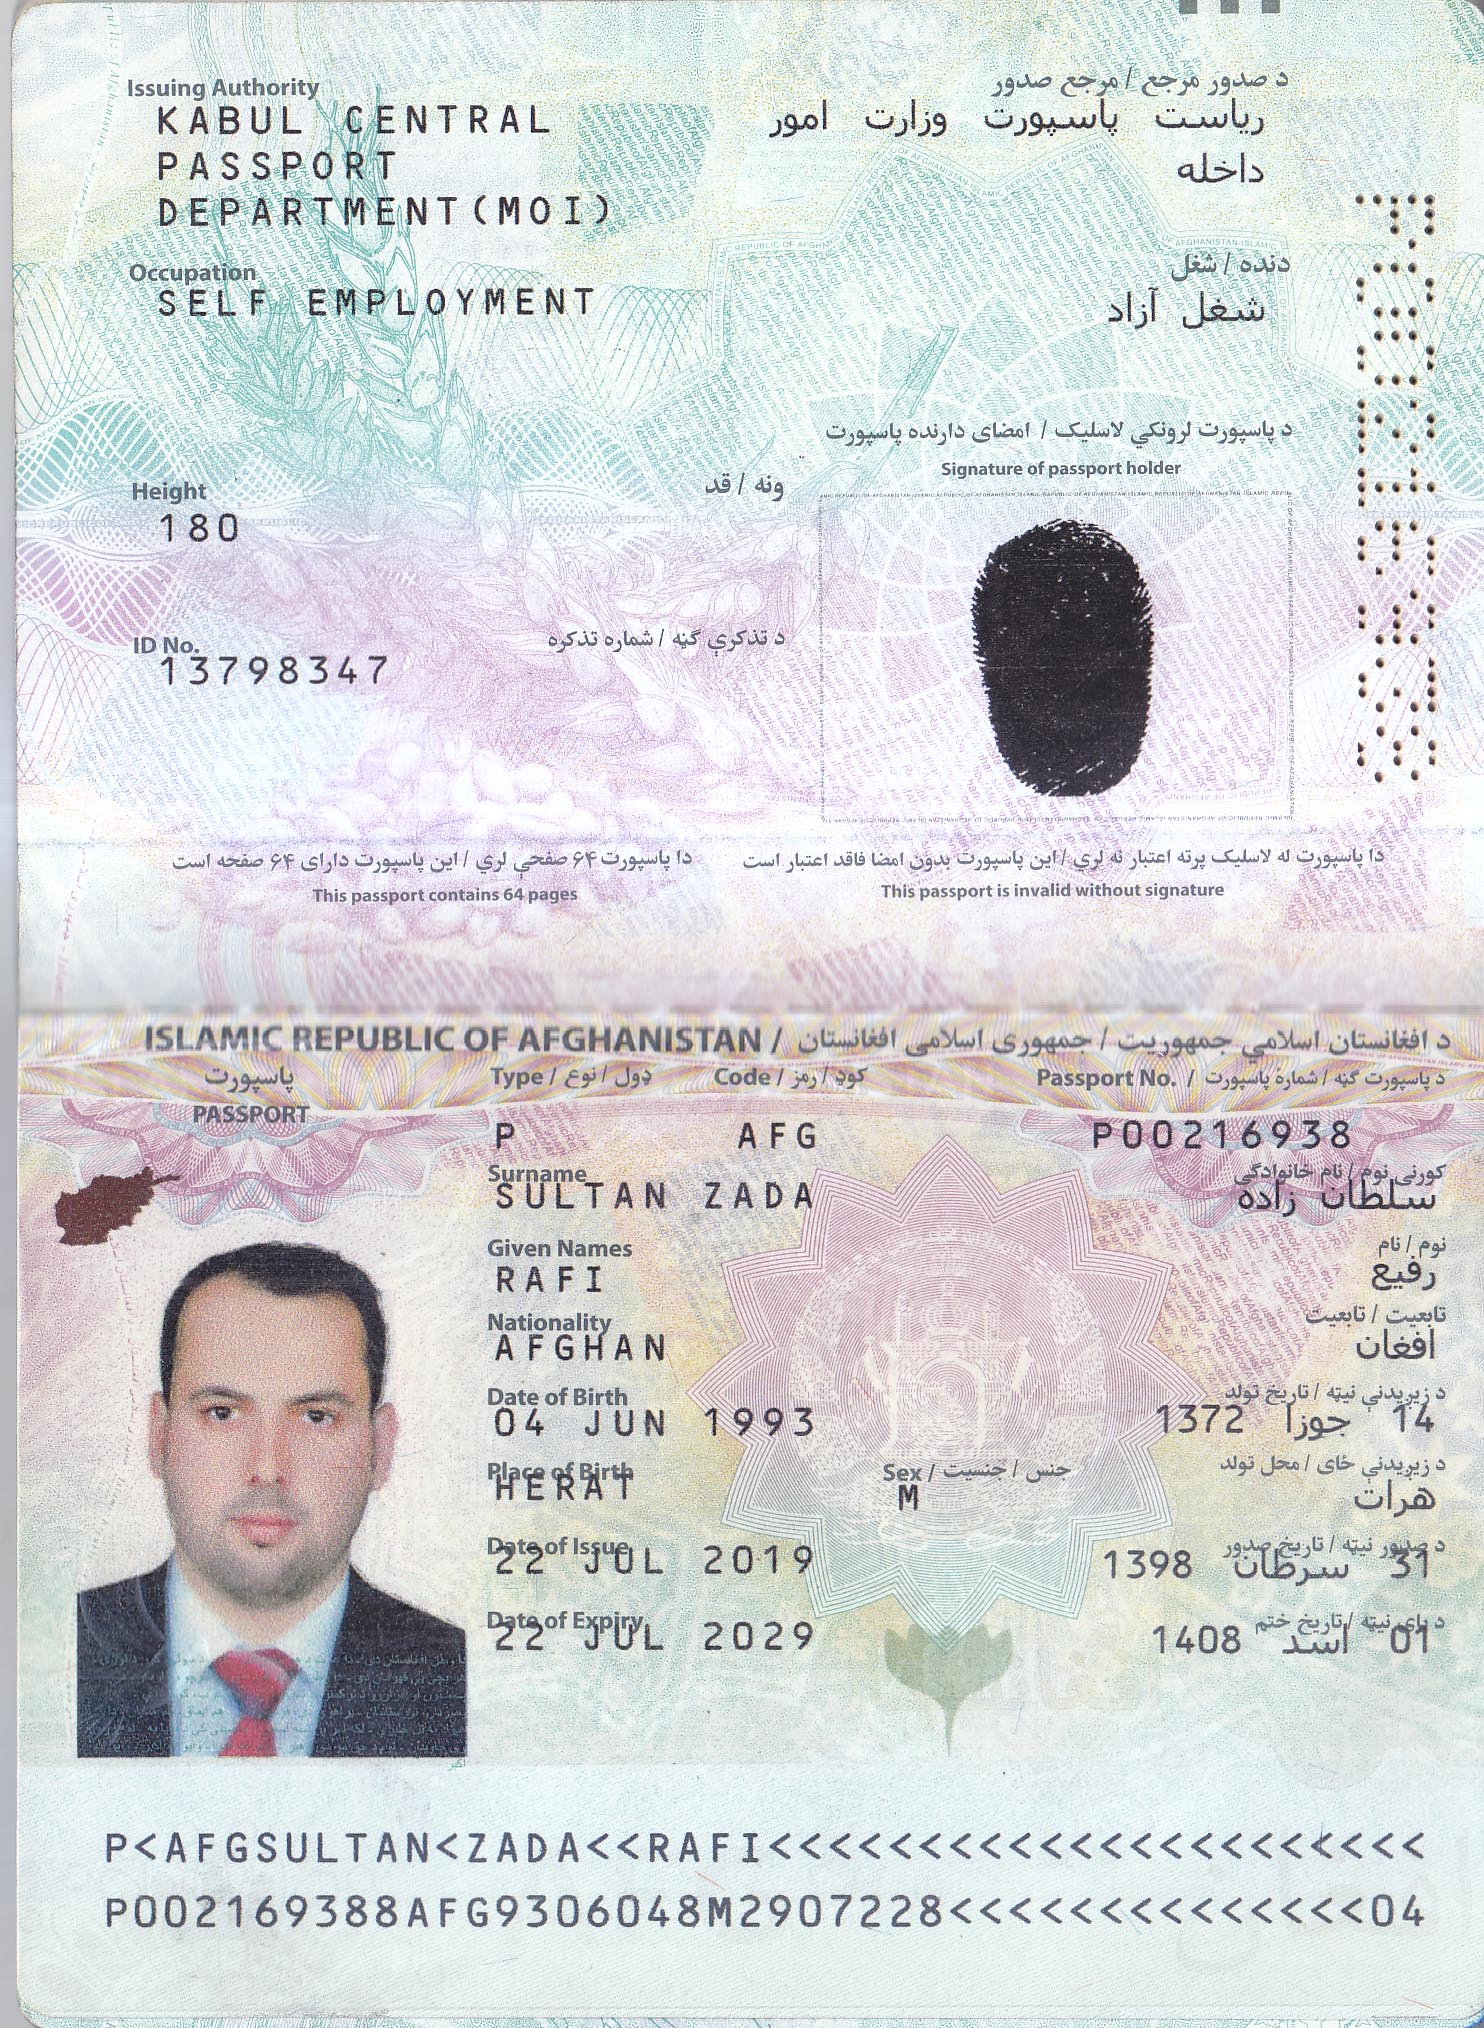 Issuing Authority
د صدور مرجع / مرجع صدور
KABUL CENTRAL
PASSPORT
DEPARTMENT(MOI)
ریاست پاسپورت وزارت امور
داخله
Occupation
دنده / شغل
SELF EMPLOYMENT
شغل آزاد
د پاسپورت لرونکي لاسلیک / امضای دارنده پاسپورت
Signature of passport holder
Height
ونه / قد
180
ID No.
د تذکرې ګڼه / شماره تذکره
13798347
دا پاسپورت ۶۴ صفحې لري / این پاسپورت دارای ۶۴ صفحه است
This passport contains 64 pages
دا پاسپورت له لاسلیک پرته اعتبار نه لري / این پاسپورت بدون امضا فاقد اعتبار است
This passport is invalid without signature
ISLAMIC REPUBLIC OF AFGHANISTAN / د افغانستان اسلامي جمهوریت / جمهوری اسلامی افغانستان
پاسپورت
PASSPORT
Type / ډول / نوع
Code / کوډ / رمز
Passport No. / د پاسپورت ګڼه / شمارهٔ پاسپورت
P AFG P00216938
Surname
کورنی نوم / نام خانوادگی
SULTAN ZADA
سلطان زاده
Given Names
نوم / نام
RAFI
رفیع
Nationality
تابعیت / تابعیت
AFGHAN
افغان
Date of Birth
د زیږیدنې نیټه / تاریخ تولد
04 JUN 1993
14 جوزا 1372
Place of Birth
د زیږیدنې ځای / محل تولد
HERAT
هرات
Sex / جنس / جنسیت
M
Date of Issue
د صدور نیټه / تاریخ صدور
22 JUL 2019
31 سرطان 1398
Date of Expiry
د پای نیټه / تاریخ ختم
22 JUL 2029
01 اسد 1408
P<AFGSULTAN<ZADA<<RAFI<<<<<<<<<<<<<<<<<<<<<<
P002169388AFG9306048M2907228<<<<<<<<<<<<<<04